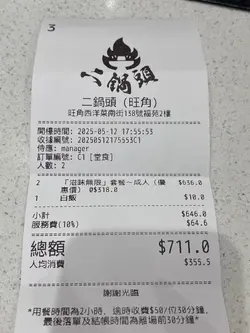 3
二鍋頭
二鍋頭 (旺角)
旺角西洋菜南街138號福苑2樓
開檯時間: 2025-05-12 17:55:53
收據編號: 20250512175553C1
侍應: manager
訂單編號: C1 [堂食]
人數: 2
2 「滋味無限」套餐~成人 (優惠價) @$318.0 $636.0
1 白飯 $10.0
小計 $646.0
服務費(10%) $64.6
總額 $711.0
人均消費 $355.5
謝謝光臨
*用餐時間為2小時, 逾時收費$50/位30分鐘,
最後落單及結帳時間為離場前30分鐘*